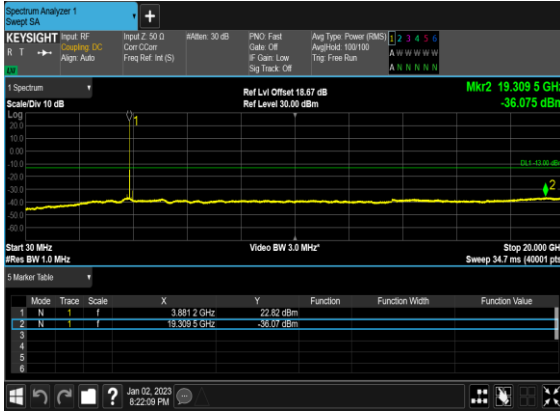 Spectrum Analyzer 1
Swept SA
+
KEYSIGHT
R T
Input: RF
Coupling: DC
Align: Auto
Input Z: 50 Ω
Corr CCorr
Freq Ref: Int (S)
#Atten: 30 dB
PNO: Fast
Gate: Off
IF Gain: Low
Sig Track: Off
Avg Type: Power (RMS)
Avg|Hold: 100/100
Trig: Free Run
1 2 3 4 5 6
A W W W W W
A N N N N N
1 Spectrum
Scale/Div 10 dB
Ref Lvl Offset 18.67 dB
Ref Level 30.00 dBm
Mkr2 19.309 5 GHz
-36.075 dBm
Log
20.0
10.0
0.00
-10.0
-20.0
-30.0
-40.0
-50.0
-60.0
1
DL1 -13.00 dBm
2
Start 30 MHz
#Res BW 1.0 MHz
Video BW 3.0 MHz*
Stop 20.000 GHz
Sweep 34.7 ms (40001 pts)
5 Marker Table
Mode Trace Scale X Y Function Function Width Function Value
1 N 1 f 3.881 2 GHz 22.82 dBm
2 N 1 f 19.309 5 GHz -36.07 dBm
3
4
5
6
?
Jan 02, 2023
8:22:09 PM